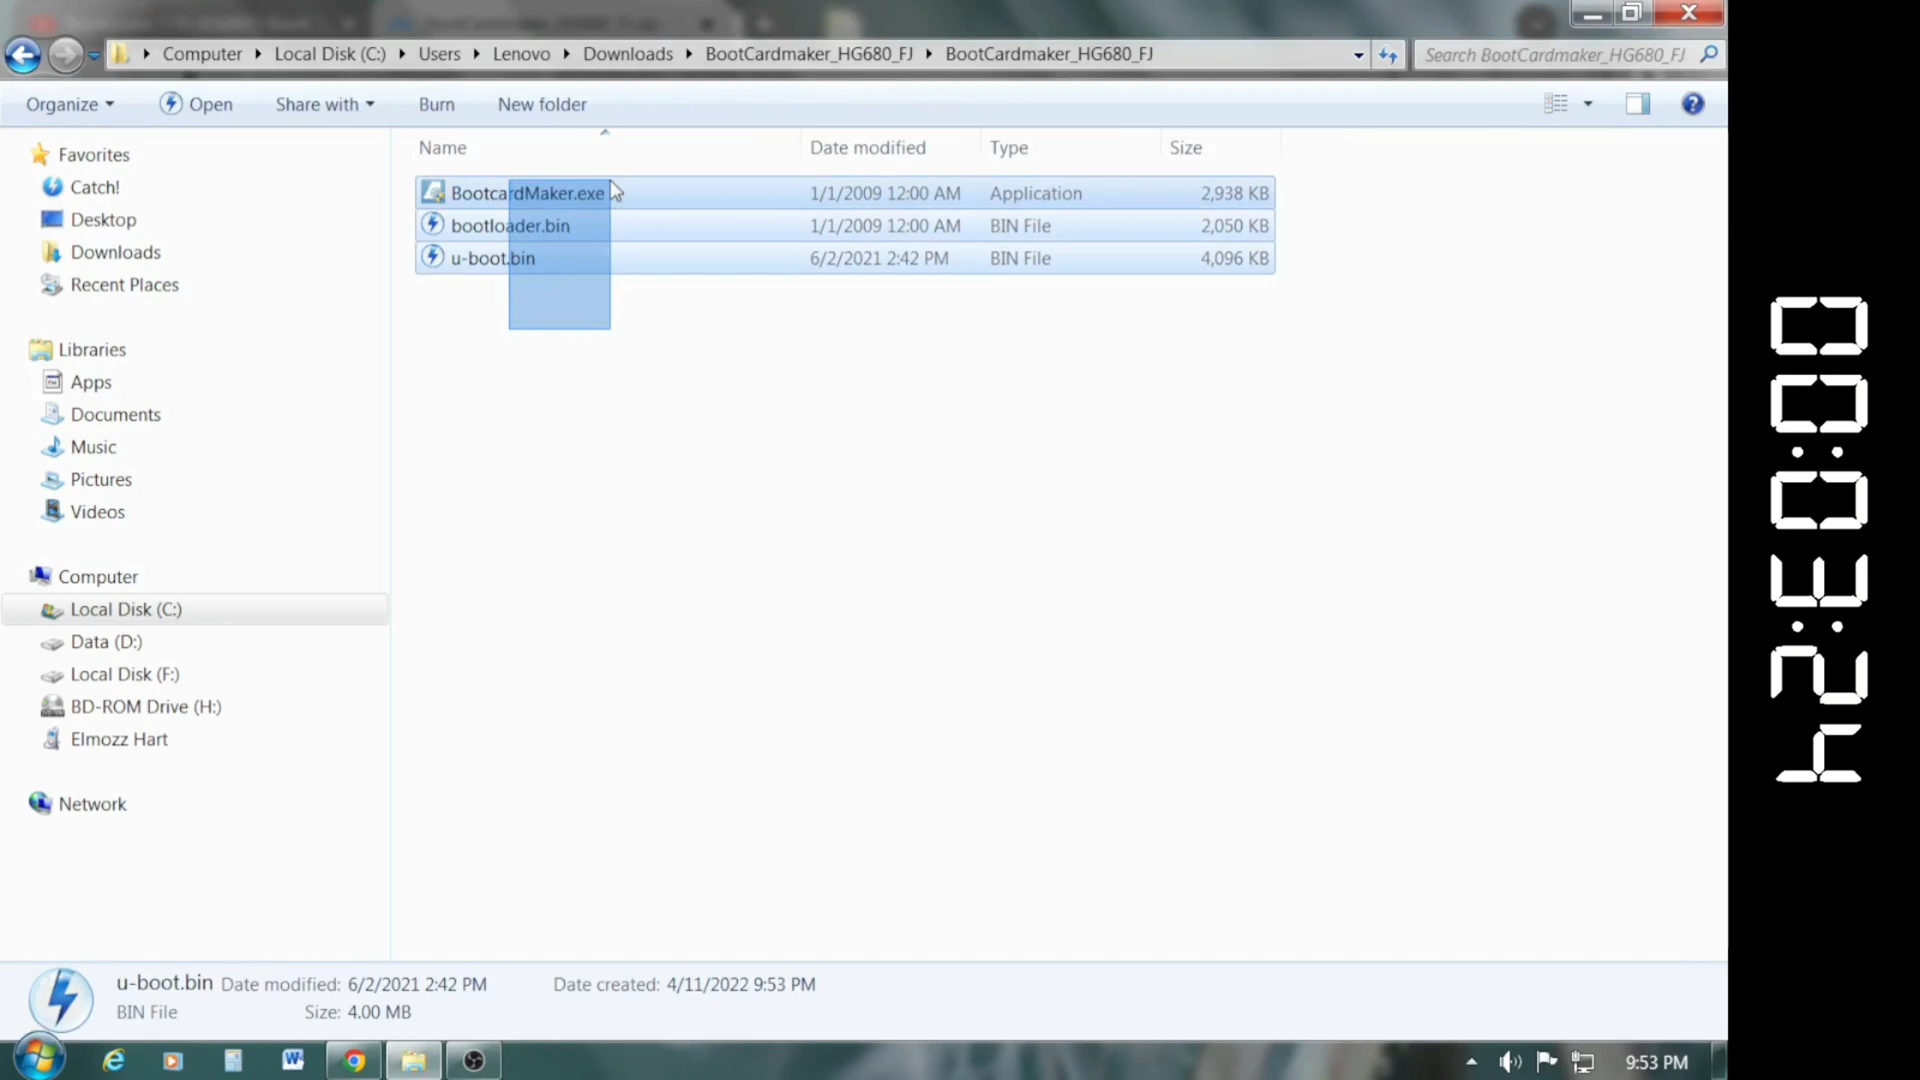 Computer Local Disk (C:) Users Lenovo Downloads BootCardmaker_HG680_FJ BootCardmaker_HG680_FJ
Search BootCardmaker_HG680_FJ
Organize Open Share with Burn New folder
Name Date modified Type Size
BootcardMaker.exe 1/1/2009 12:00 AM Application 2,938 KB
bootloader.bin 1/1/2009 12:00 AM BIN File 2,050 KB
u-boot.bin 6/2/2021 2:42 PM BIN File 4,096 KB
Favorites
Catch!
Desktop
Downloads
Recent Places
Libraries
Apps
Documents
Music
Pictures
Videos
Computer
Local Disk (C:)
Data (D:)
Local Disk (F:)
BD-ROM Drive (H:)
Elmozz Hart
Network
u-boot.bin Date modified: 6/2/2021 2:42 PM Date created: 4/11/2022 9:53 PM
BIN File Size: 4.00 MB
9:53 PM